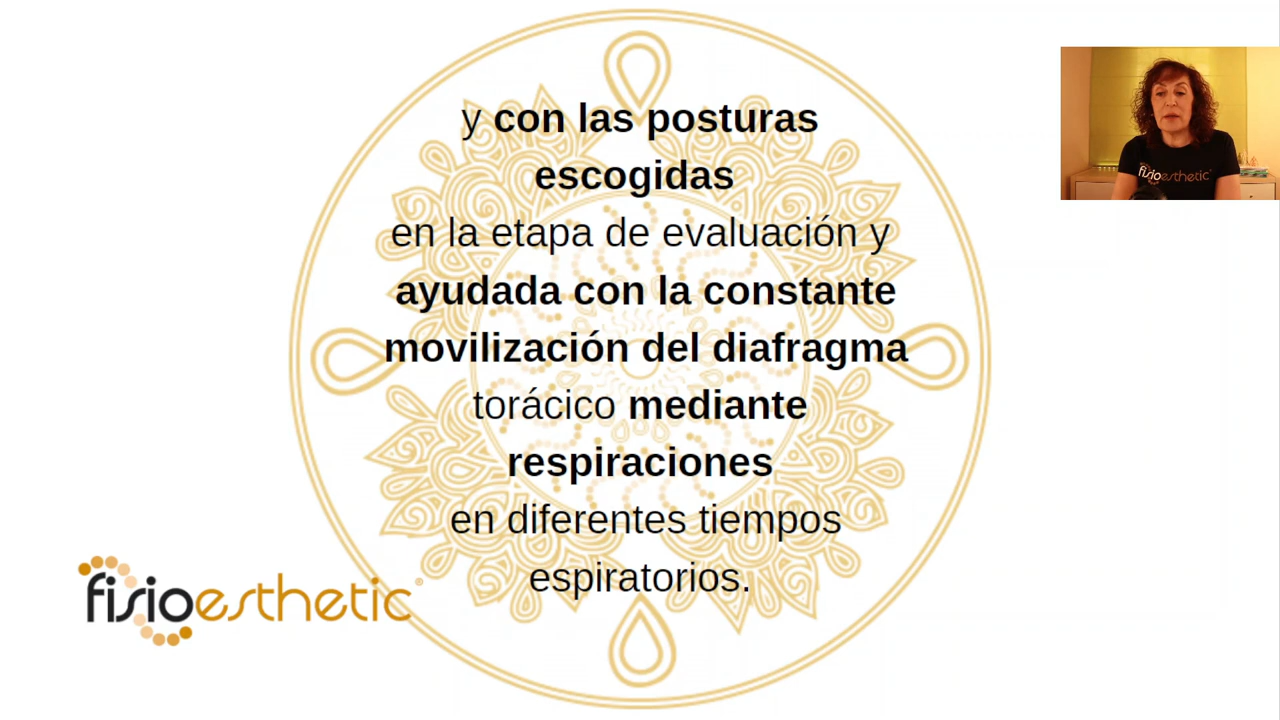 y con las posturas
escogidas
en la etapa de evaluación y
ayudada con la constante
movilización del diafragma
torácico mediante
respiraciones
en diferentes tiempos
espiratorios.
fisioesthetic®
fisioesthetic